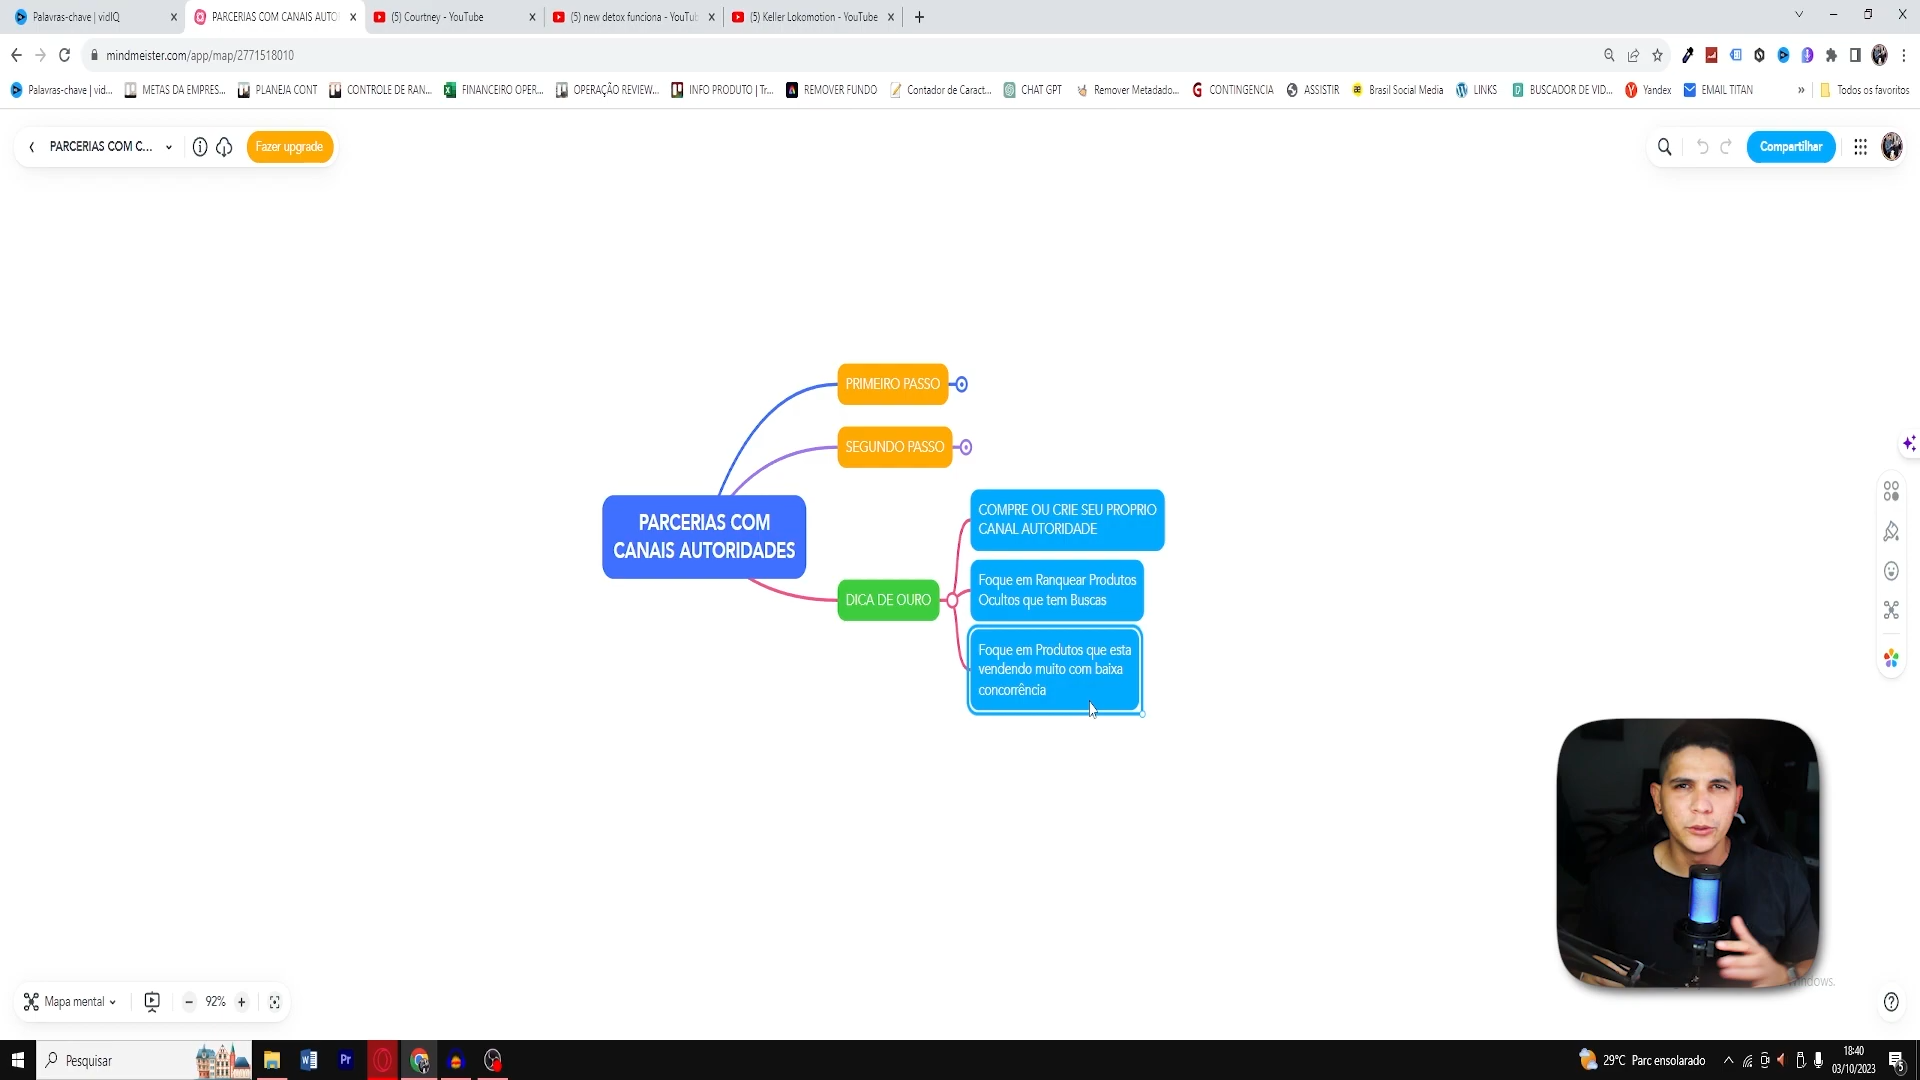 Palavras-chave | vidIQ
PARCERIAS COM CANAIS AUTO
(5) Courtney - YouTube
(5) new detox funciona - YouTu
(5) Keller Lokomotion - YouTube
mindmeister.com/app/map/2771518010
Palavras-chave | vid...
METAS DA EMPRES...
PLANEJA CONT
CONTROLE DE RAN...
FINANCEIRO OPER...
OPERAÇÃO REVIEW...
INFO PRODUTO | Tr...
REMOVER FUNDO
Contador de Caract...
CHAT GPT
Remover Metadado...
CONTINGENCIA
ASSISTIR
Brasil Social Media
LINKS
BUSCADOR DE VID...
Yandex
EMAIL TITAN
Todos os favoritos
PARCERIAS COM C...
Fazer upgrade
Compartilhar
PRIMEIRO PASSO
SEGUNDO PASSO
PARCERIAS COM
CANAIS AUTORIDADES
DICA DE OURO
COMPRE OU CRIE SEU PROPRIO
CANAL AUTORIDADE
Foque em Ranquear Produtos
Ocultos que tem Buscas
Foque em Produtos que esta
vendendo muito com baixa
concorrência
Mapa mental
92%
Pesquisar
29°C Parc ensolarado
18:40
03/10/2023
5